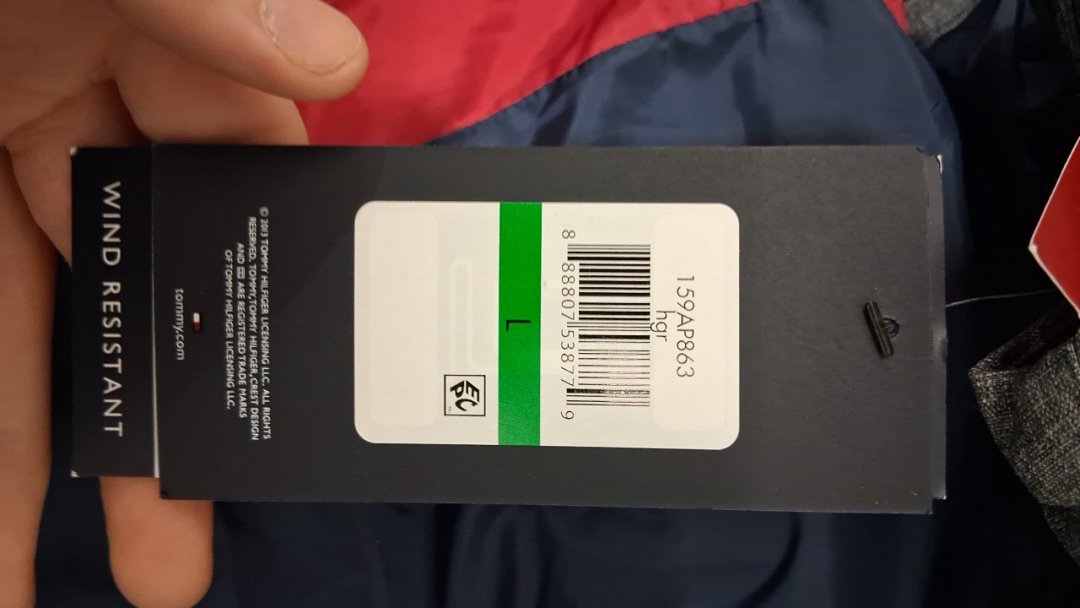 159AP863
hgr
8 88807 53877 9
L
EPC
© 2013 TOMMY HILFIGER LICENSING LLC. ALL RIGHTS
RESERVED. TOMMY, TOMMY HILFIGER, CREST DESIGN
AND ARE REGISTERED TRADE MARKS
OF TOMMY HILFIGER LICENSING LLC.
tommy.com
WIND RESISTANT